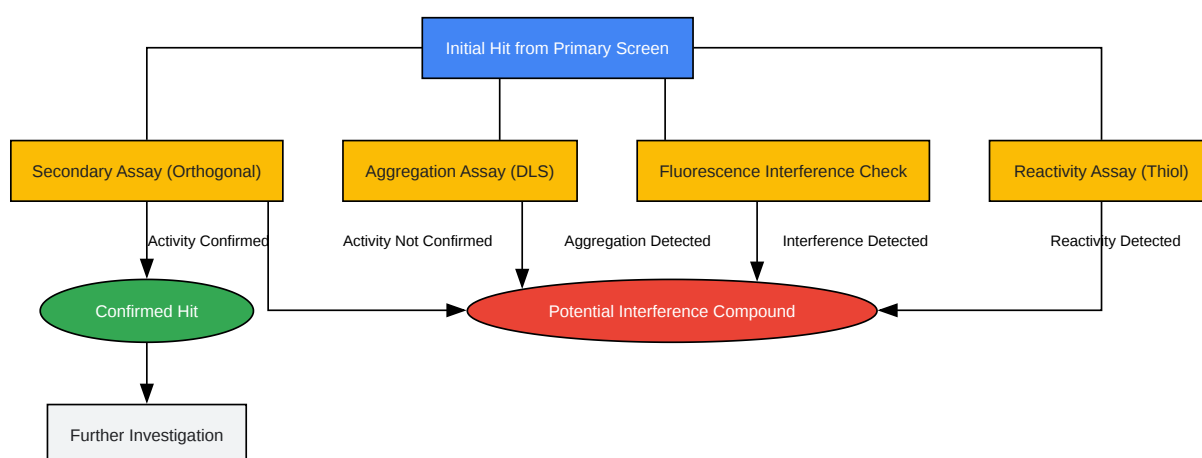 Initial Hit from Primary Screen
Secondary Assay (Orthogonal)
Aggregation Assay (DLS)
Fluorescence Interference Check
Reactivity Assay (Thiol)
Activity Confirmed
Activity Not Confirmed
Aggregation Detected
Interference Detected
Reactivity Detected
Confirmed Hit
Potential Interference Compound
Further Investigation